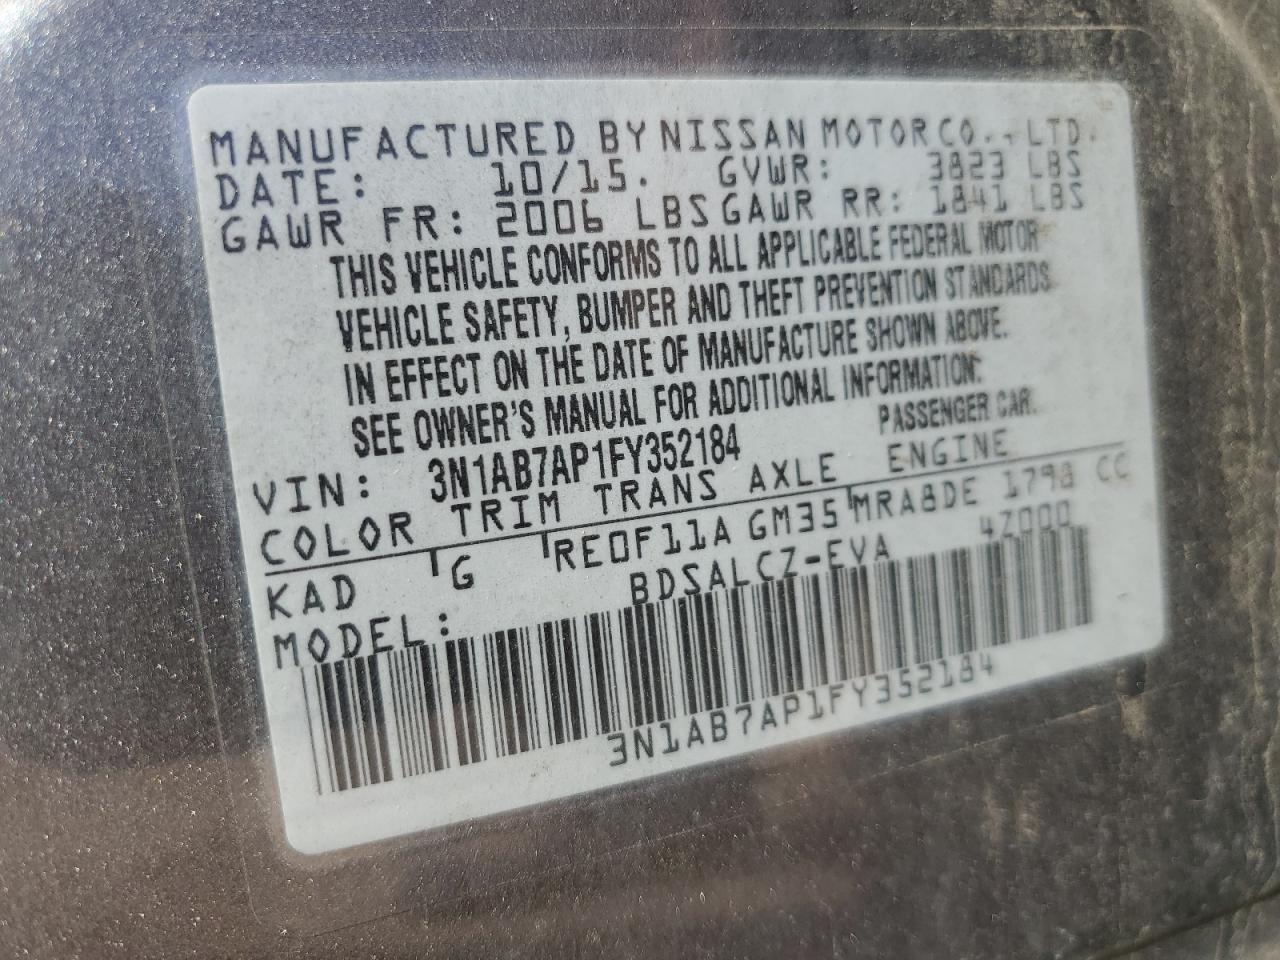 MANUFACTURED BY NISSAN MOTOR CO., LTD.
DATE: 10/15. GVWR: 3823 LBS
GAWR FR: 2006 LBS GAWR RR: 1841 LBS
THIS VEHICLE CONFORMS TO ALL APPLICABLE FEDERAL MOTOR
VEHICLE SAFETY, BUMPER AND THEFT PREVENTION STANDARDS
IN EFFECT ON THE DATE OF MANUFACTURE SHOWN ABOVE.
SEE OWNER'S MANUAL FOR ADDITIONAL INFORMATION:
VIN: 3N1AB7AP1FY352184 PASSENGER CAR.
COLOR TRIM TRANS AXLE ENGINE
KAD G RE0F11A GM35 MRA8DE 1798 CC
MODEL: BDSALCZ-EVA 4Z000
3N1AB7AP1FY352184